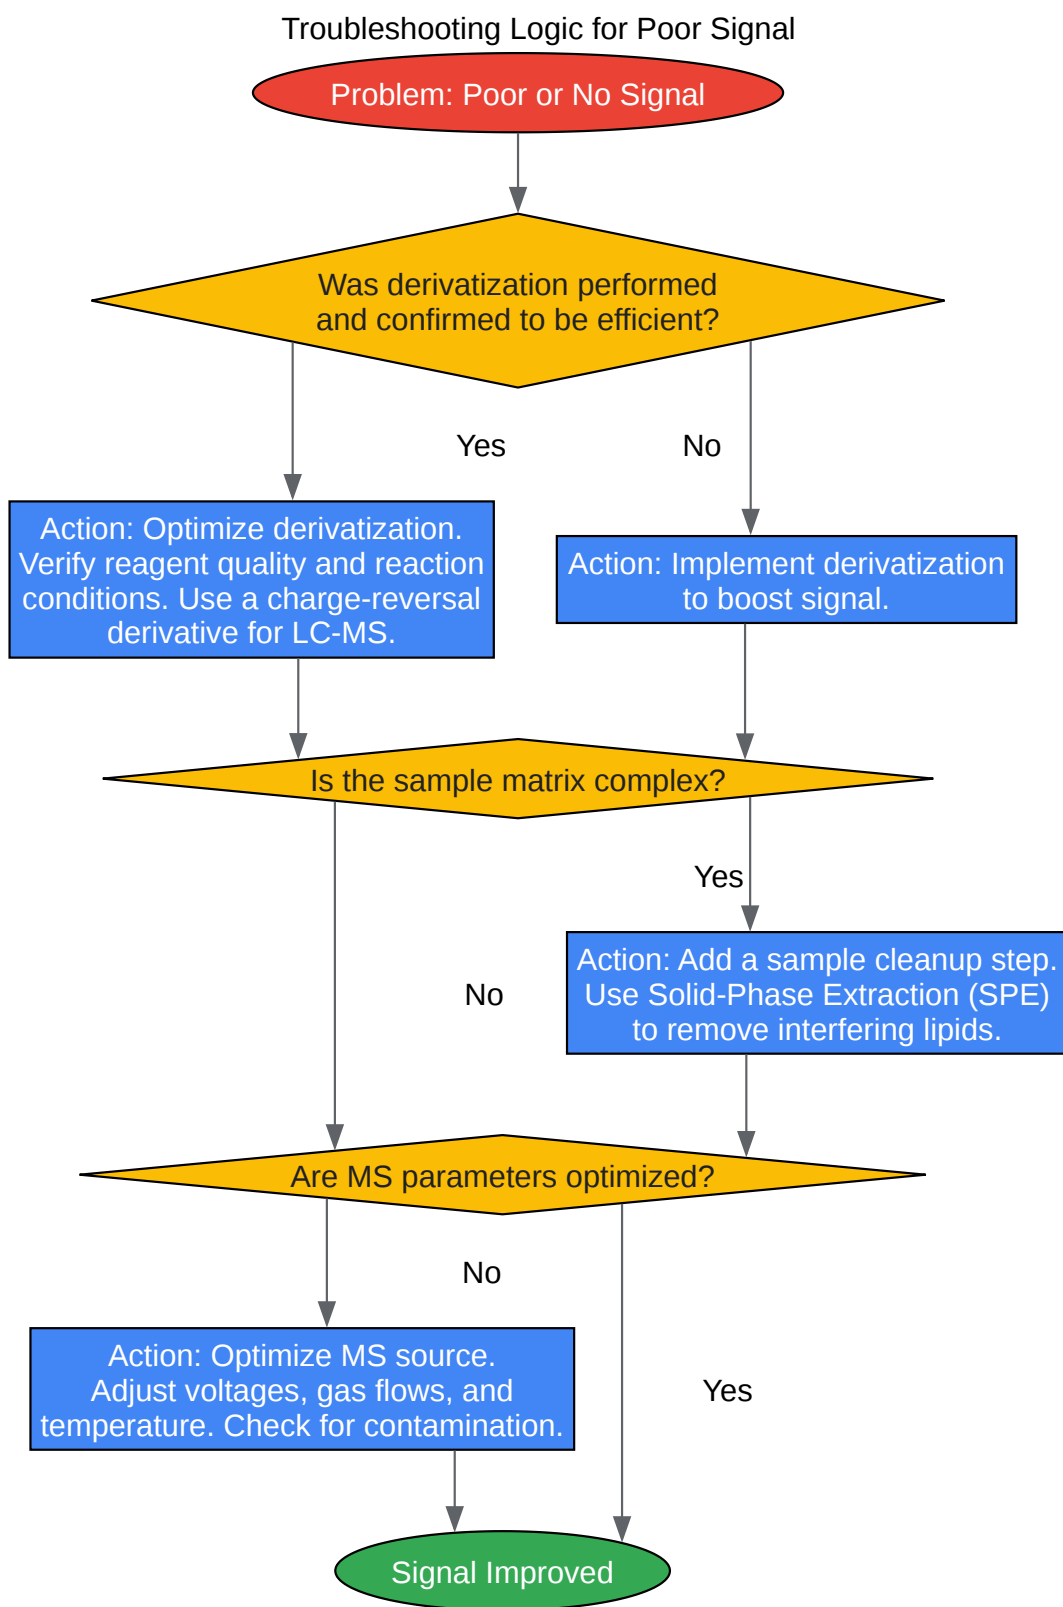 Troubleshooting Logic for Poor Signal
Problem: Poor or No Signal
Was derivatization performed
and confirmed to be efficient?
Yes
No
Action: Optimize derivatization.
Verify reagent quality and reaction
conditions. Use a charge-reversal
derivative for LC-MS.
Action: Implement derivatization
to boost signal.
Is the sample matrix complex?
Yes
No
Action: Add a sample cleanup step.
Use Solid-Phase Extraction (SPE)
to remove interfering lipids.
Are MS parameters optimized?
No
Yes
Action: Optimize MS source.
Adjust voltages, gas flows, and
temperature. Check for contamination.
Signal Improved